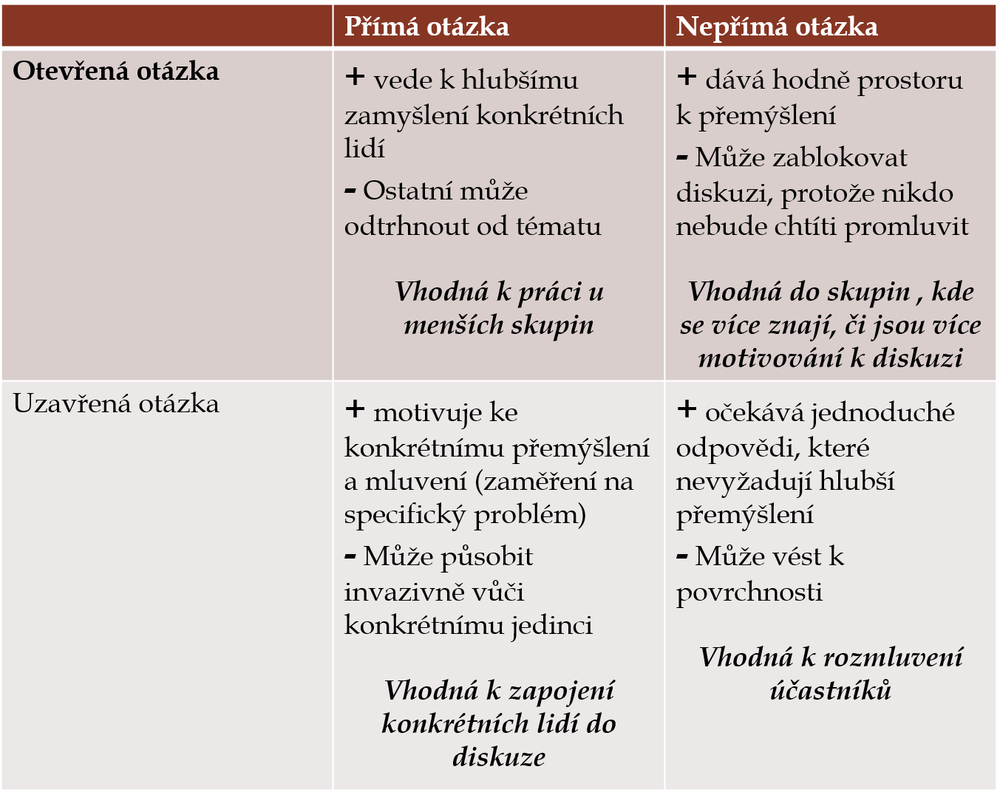 Přímá otázka
Nepřímá otázka
Otevřená otázka
+ vede k hlubšímu
zamyšlení konkrétních
lidí
- Ostatní může
odtrhnout od tématu
Vhodná k práci u
menších skupin
+ dává hodně prostoru
k přemýšlení
- Může zablokovat
diskuzi, protože nikdo
nebude chtíti promluvit
Vhodná do skupin , kde
se více znají, či jsou více
motivování k diskuzi
Uzavřená otázka
+ motivuje ke
konkrétnímu přemýšlení
a mluvení (zaměření na
specifický problém)
- Může působit
invazivně vůči
konkrétnímu jedinci
Vhodná k zapojení
konkrétních lidí do
diskuze
+ očekává jednoduché
odpovědi, které
nevyžadují hlubší
přemýšlení
- Může vést k
povrchnosti
Vhodná k rozmluvení
účastníků